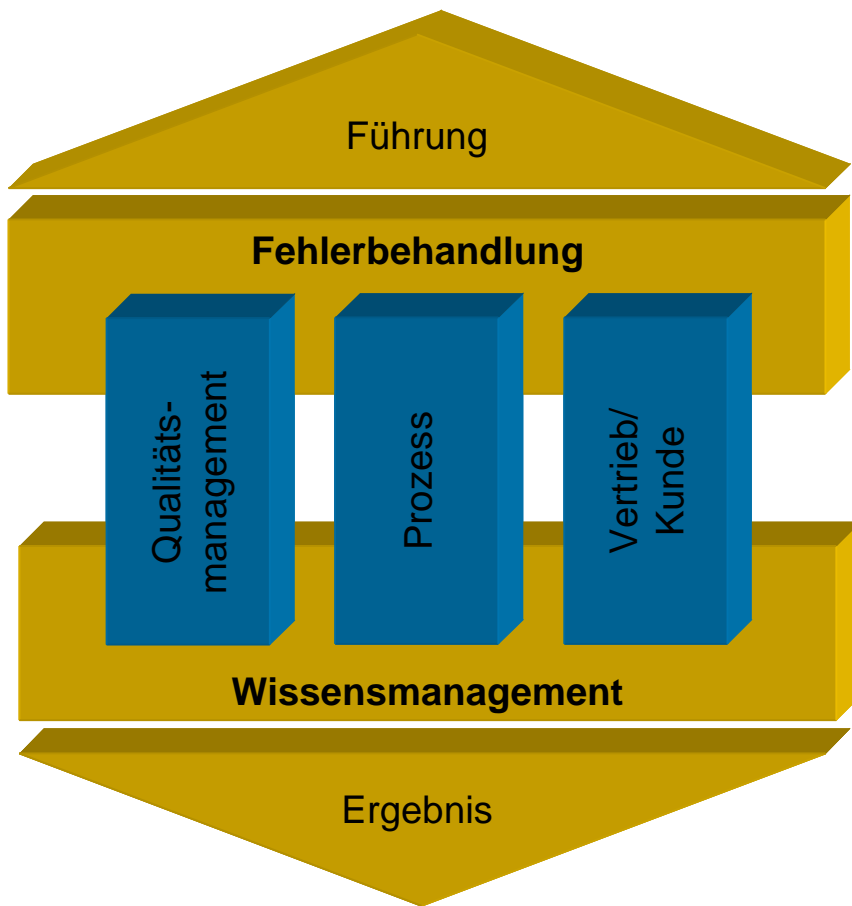 Führung
Fehlerbehandlung
Qualitäts-
management
Prozess
Vertrieb/
Kunde
Wissensmanagement
Ergebnis